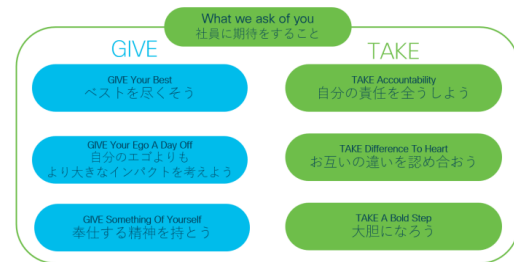 What we ask of you
社員に期待をすること
GIVE
TAKE
GIVE Your Best
ベストを尽くそう
TAKE Accountability
自分の責任を全うしよう
GIVE Your Ego A Day Off
自分のエゴよりも
より大きなインパクトを考えよう
TAKE Difference To Heart
お互いの違いを認め合おう
GIVE Something Of Yourself
奉仕する精神を持とう
TAKE A Bold Step
大胆になろう